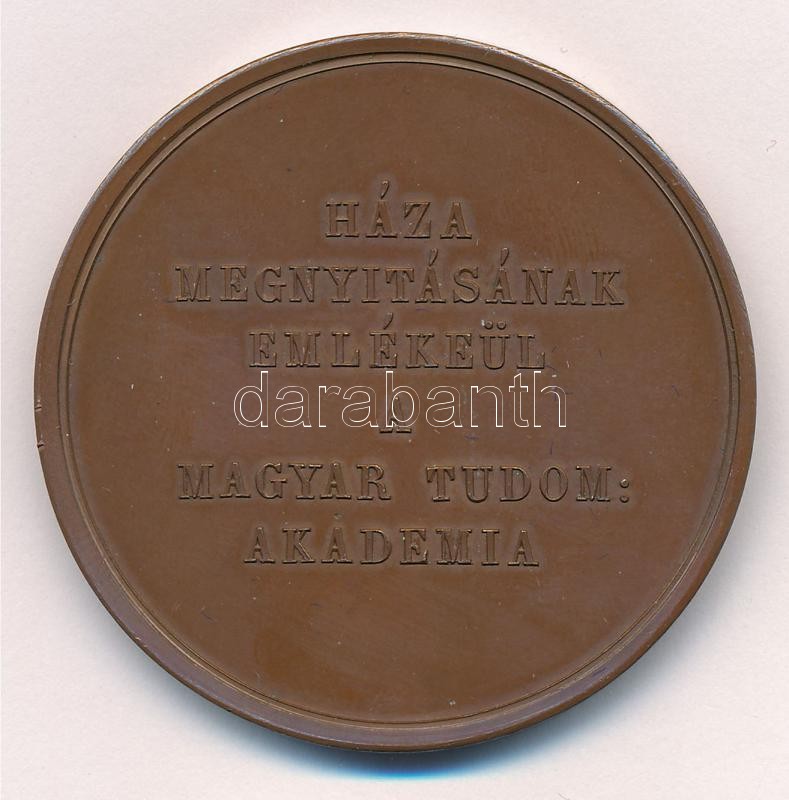 HÁZA
MEGNYITÁSÁNAK
EMLÉKEÜL
darabanth
A
MAGYAR TUDOM:
AKADEMIA